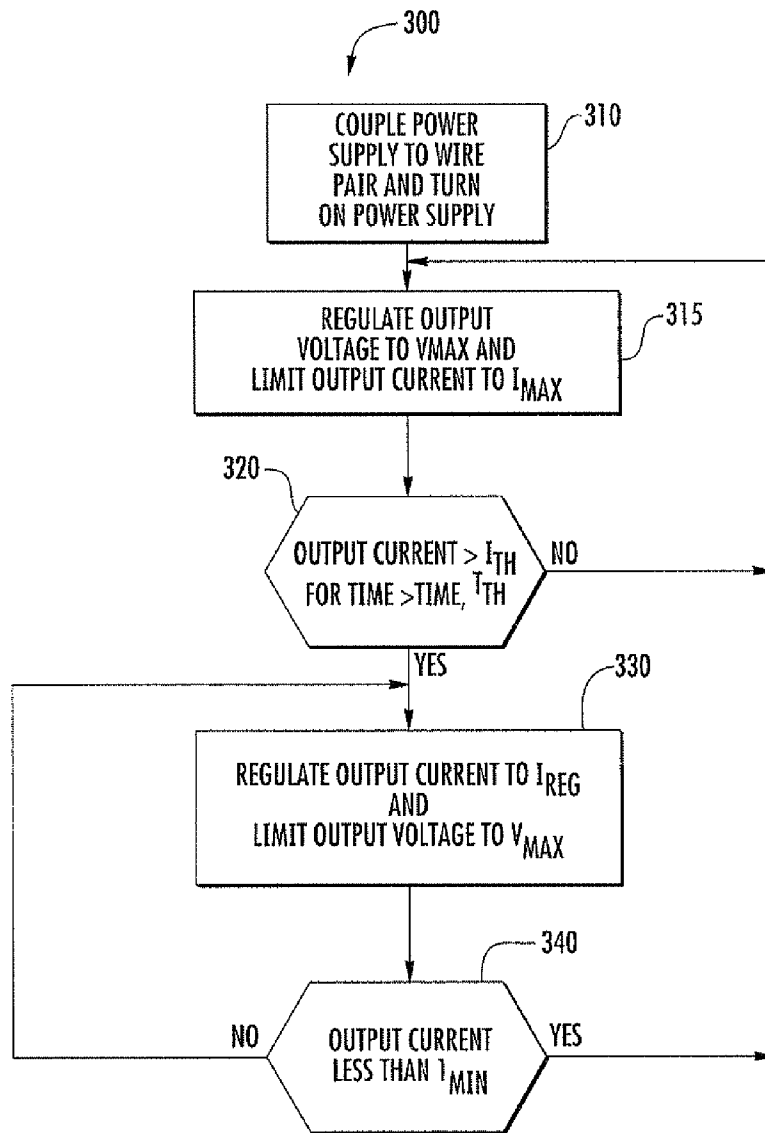 300
COUPLE POWER
SUPPLY TO WIRE
PAIR AND TURN
ON POWER SUPPLY
310
REGULATE OUTPUT
VOLTAGE TO VMAX AND
LIMIT OUTPUT CURRENT TO IMAX
315
320
OUTPUT CURRENT > ITH
FOR TIME >TIME, TTH
NO
YES
330
REGULATE OUTPUT CURRENT TO IREG
AND
LIMIT OUTPUT VOLTAGE TO VMAX
340
NO
OUTPUT CURRENT
LESS THAN 1MIN
YES